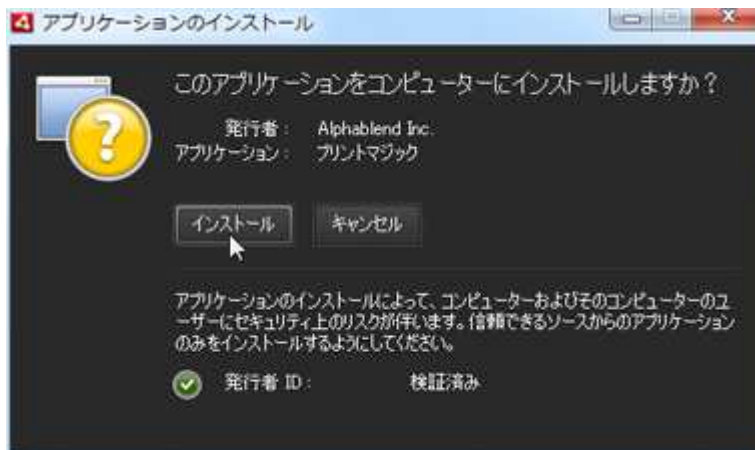 アプリケーションのインストール
このアプリケーションをコンピューターにインストールしますか？
発行者： Alphablend Inc.
アプリケーション： プリントマジック
インストール キャンセル
アプリケーションのインストールによって、コンピューターおよびそのコンピューターのユ
ーザーにセキュリティ上のリスクが伴います。信頼できるソースからのアプリケーション
のみをインストールするようにしてください。
発行者 ID： 検証済み